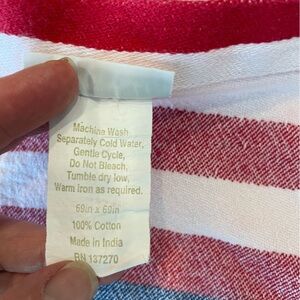 Machine Wash
Separately Cold Water,
Gentle Cycle,
Do Not Bleach,
Tumble dry low,
Warm iron as required.
69in x 69in
100% Cotton
Made in India
BN 137270